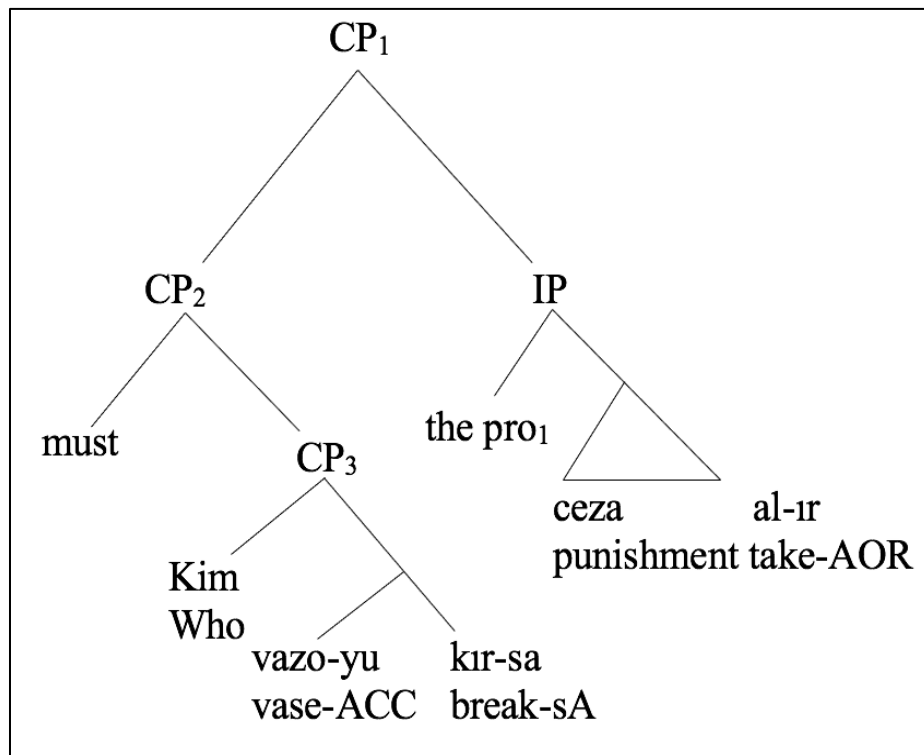 CP₁
CP₂ IP
must CP₃ the pro₁
ceza al-ır
punishment take-AOR
Kim
Who
vazo-yu kır-sa
vase-ACC break-sA